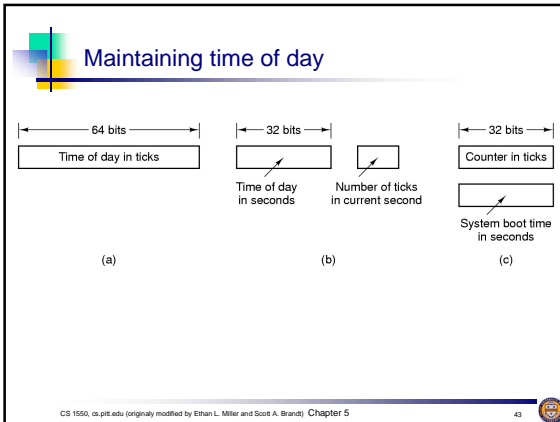 Maintaining time of day
64 bits
Time of day in ticks
(a)
32 bits
Time of day
in seconds
Number of ticks
in current second
(b)
32 bits
Counter in ticks
System boot time
in seconds
(c)
CS 1550, cs.pitt.edu (originaly modified by Ethan L. Miller and Scott A. Brandt) Chapter 5
43